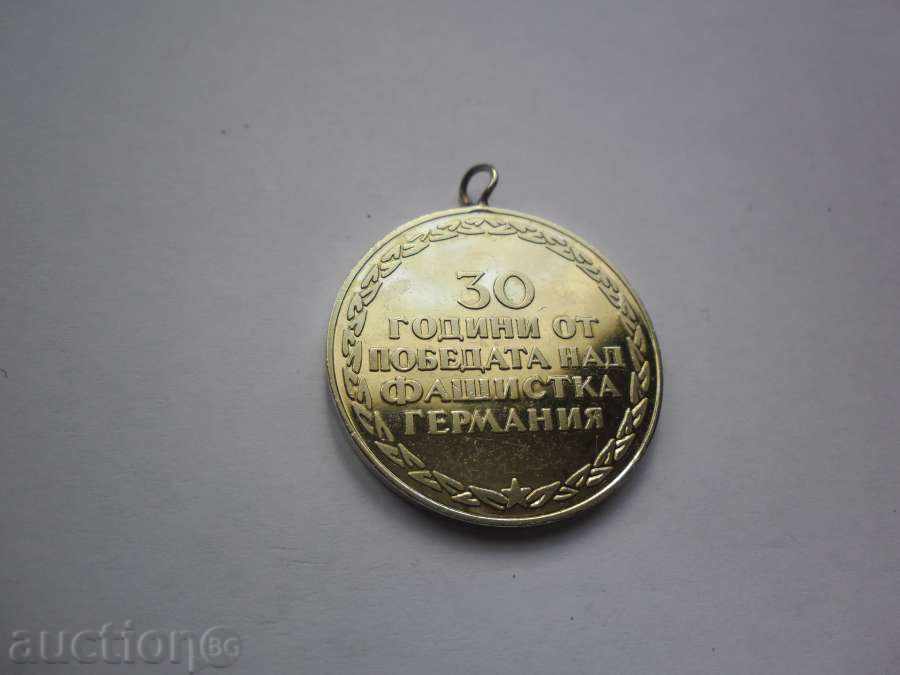 30
ГОДИНИ ОТ
ПОБЕДАТА НАД
ФАШИСТКА
ГЕРМАНИЯ
auction BG